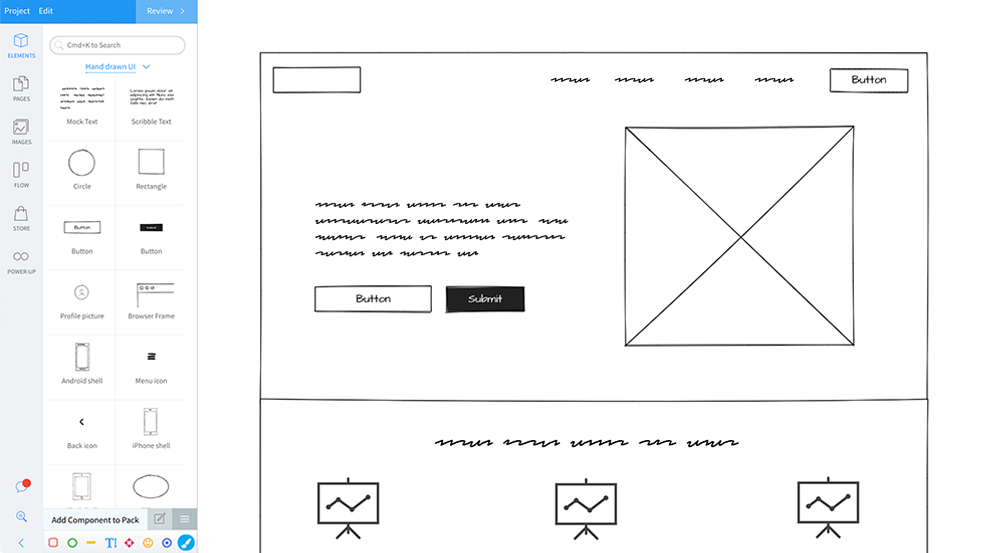 Project Edit Review
Cmd+K to Search
ELEMENTS
Hand drawn UI
PAGES
Mock Text Scribble Text
IMAGES
FLOW
Circle Rectangle
STORE
Button Submit
Button Button
POWER-UP
Profile picture Browser Frame
Android shell Menu icon
Back icon iPhone shell
Add Component to Pack
T
Button
Button Submit